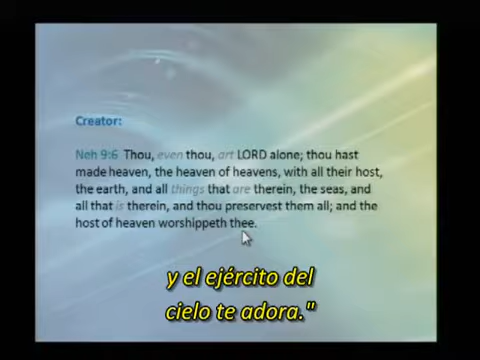 Creator:
Neh 9:6 Thou, even thou, art LORD alone; thou hast
made heaven, the heaven of heavens, with all their host,
the earth, and all things that are therein, the seas, and
all that is therein, and thou preservest them all; and the
host of heaven worshippeth thee.
y el ejército del
cielo te adora."